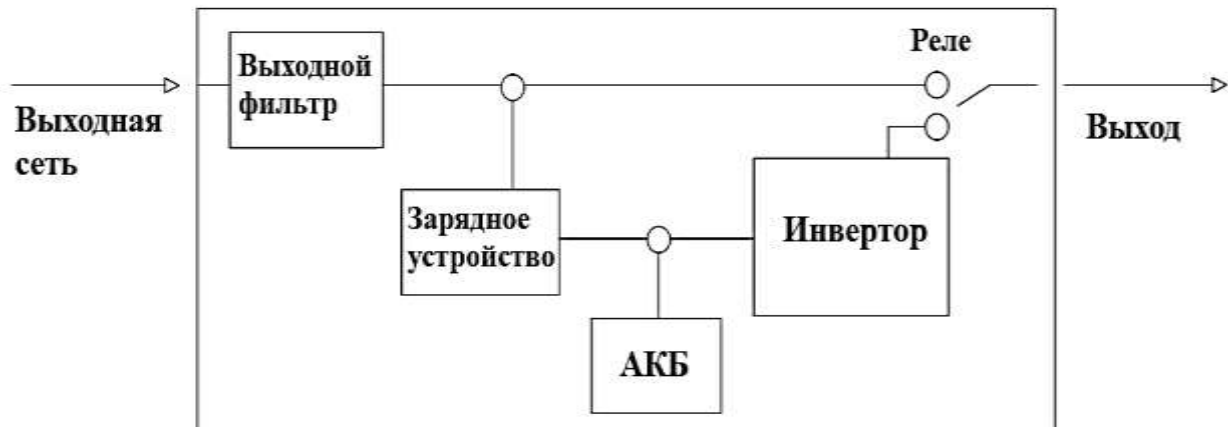 Реле
Выходной
фильтр
Выходная
сеть
Выход
Зарядное
устройство
Инвертор
АКБ